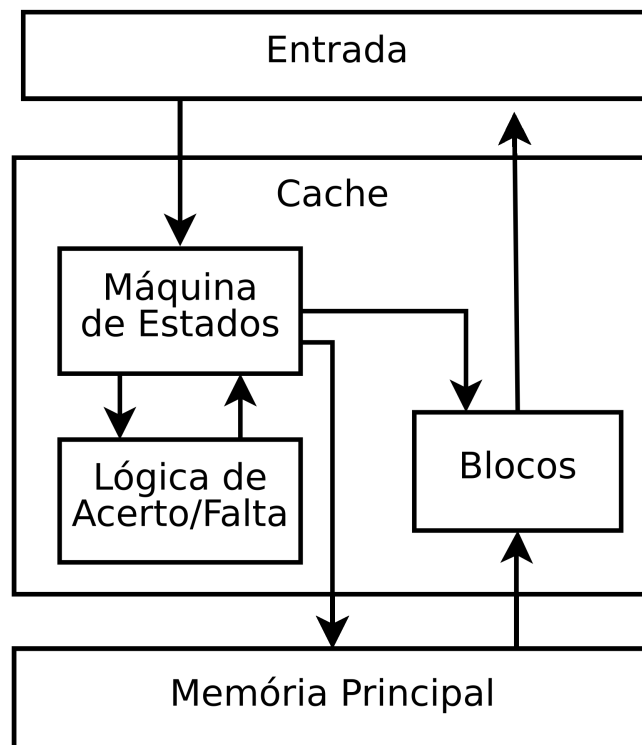 Entrada
Cache
Máquina
de Estados
Lógica de
Acerto/Falta
Blocos
Memória Principal